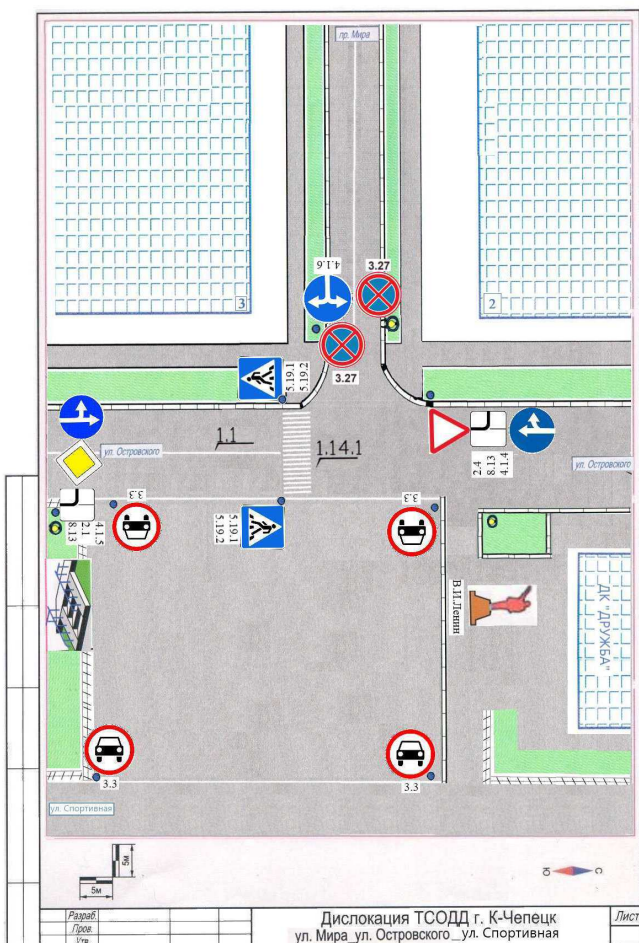 пр. Мира
4.1.6
3.27
3
2
3.27
5.19.1
5.19.2
1.1
1.14.1
ул. Островского
2.4
8.13
4.1.4
ул. Островского
3.3
3.3
4.1.5
2.1
8.13
5.19.1
5.19.2
В.И.Ленин
ДК "ДРУЖБА"
3.3
3.3
ул. Спортивная
5м
5м
Ю
С
Разраб.
Пров.
Утв.
Дислокация ТСОДД г. К-Чепецк
ул. Мира_ул. Островского_ул. Спортивная
Лист